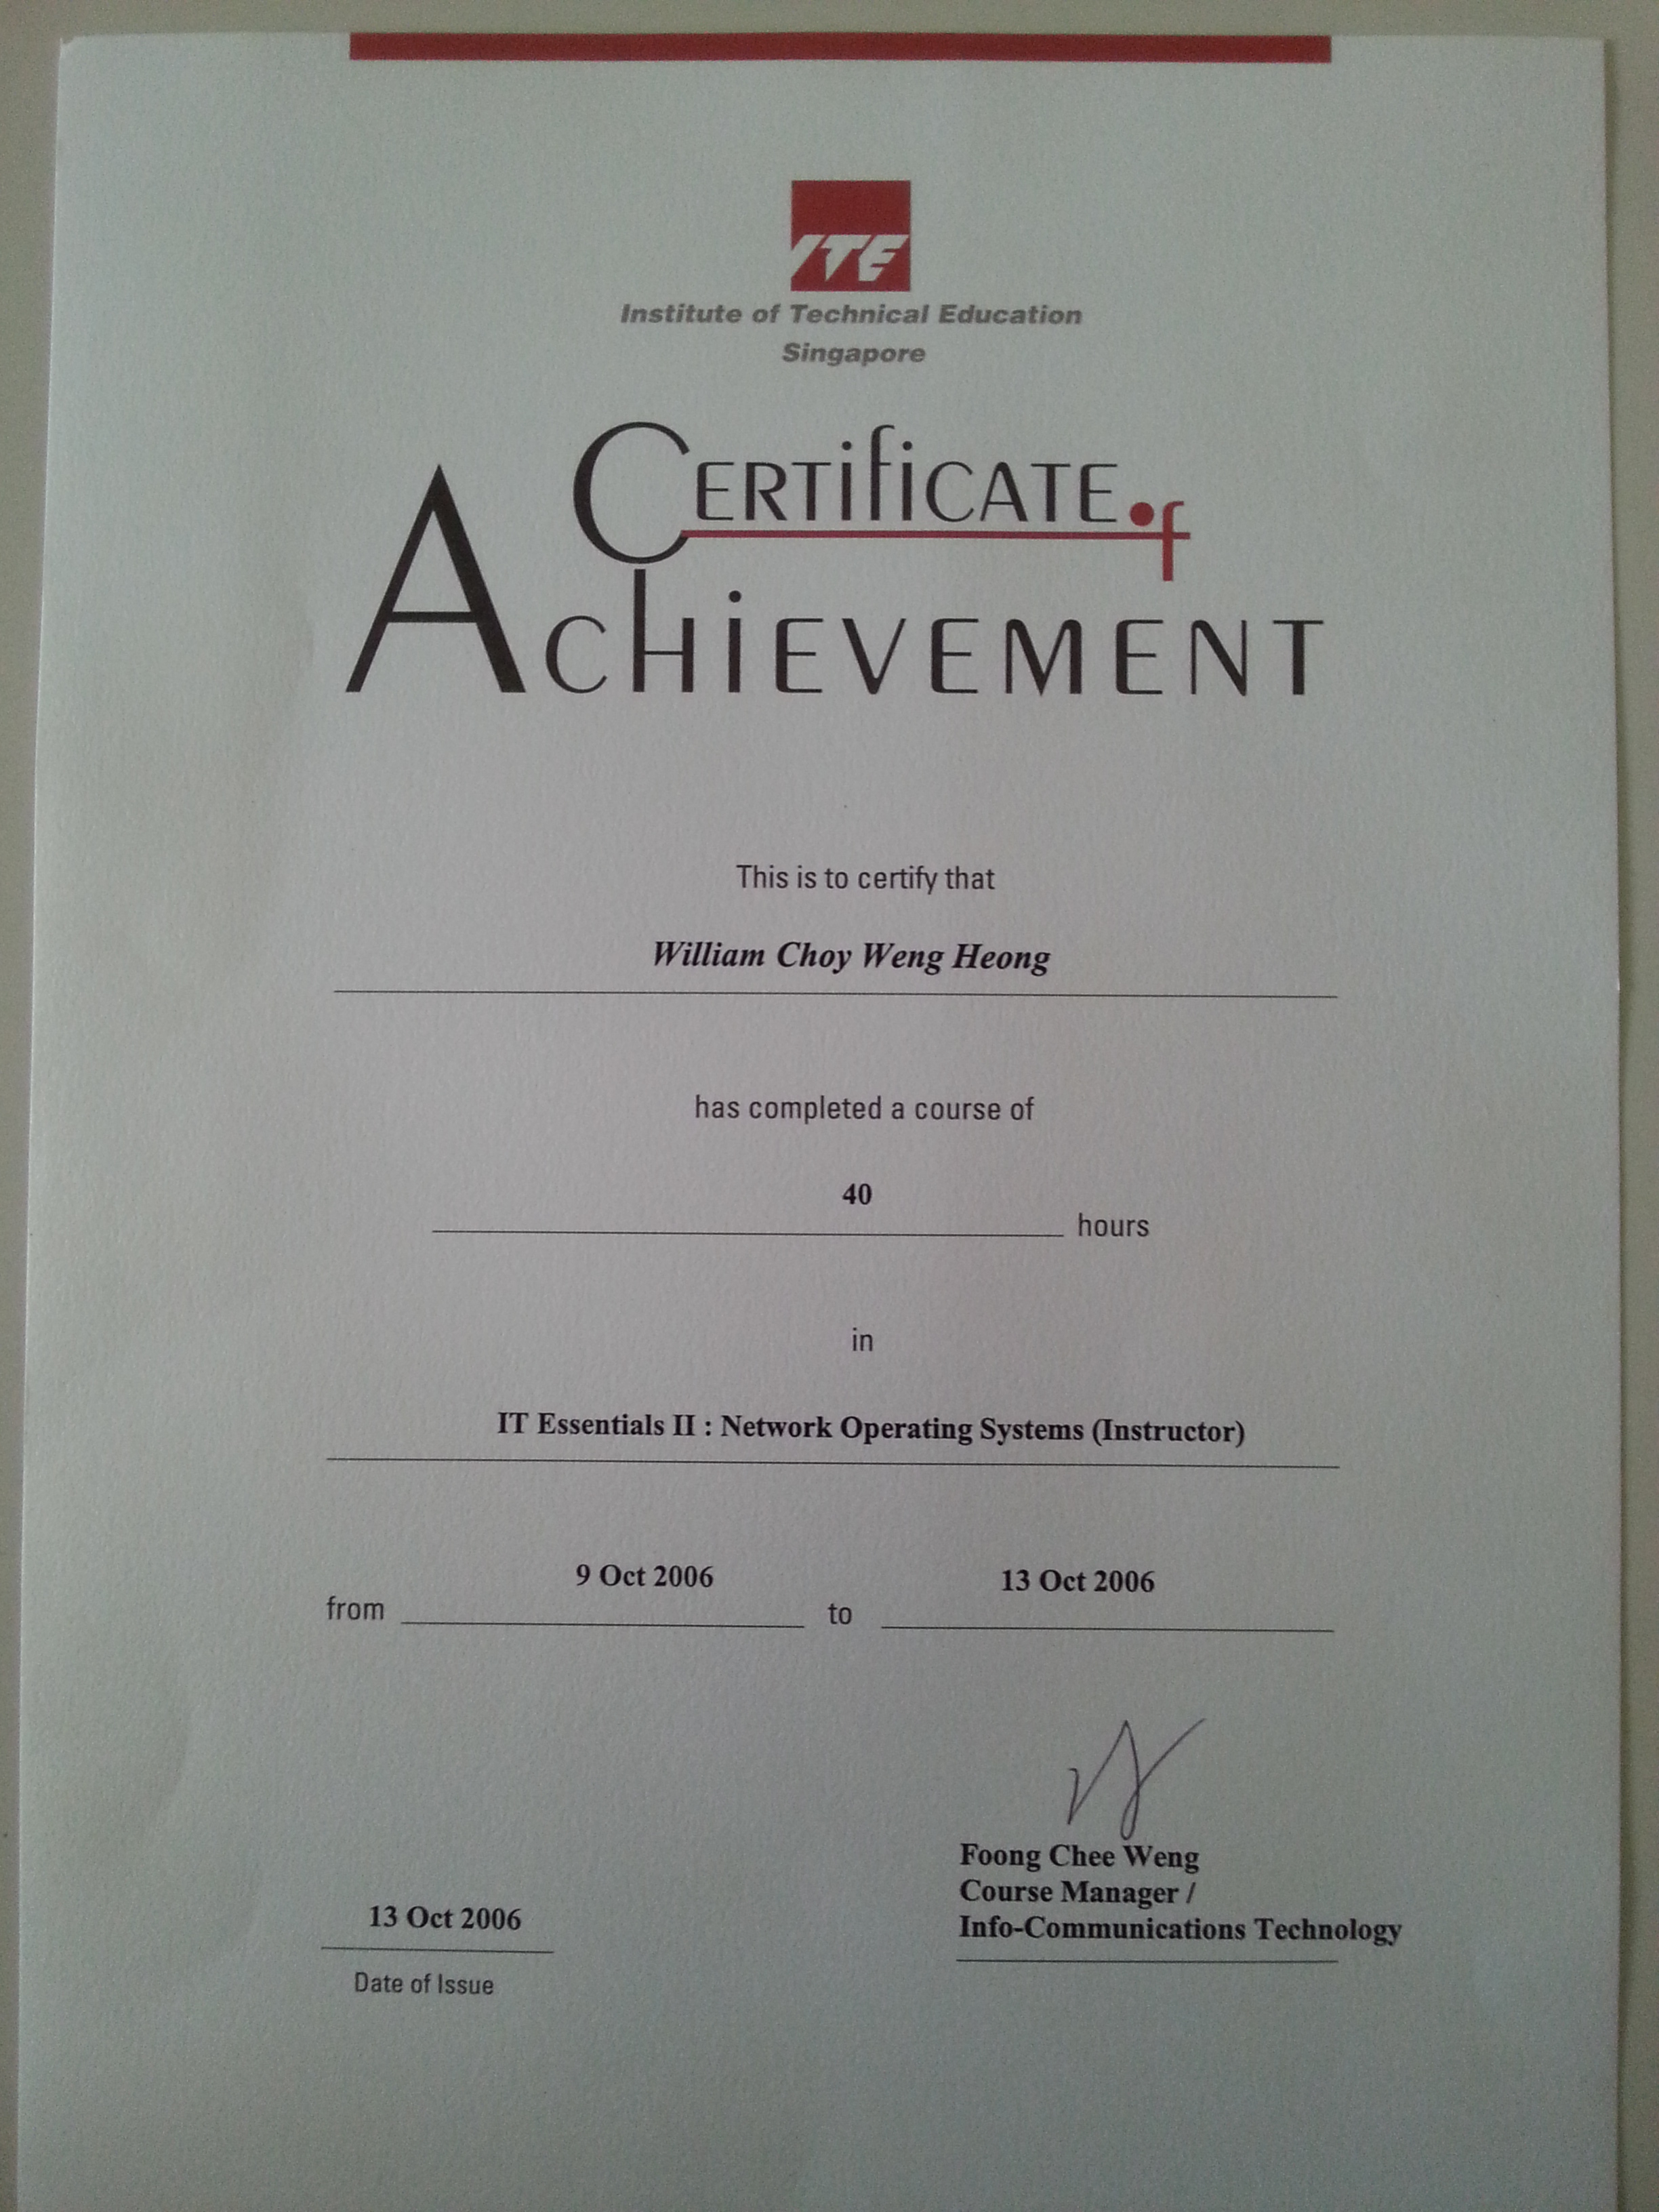 ITE
Institute of Technical Education
Singapore
CERTifiCATE of
AchiEVEMENT
This is to certify that
William Choy Weng Heong
has completed a course of
40
hours
in
IT Essentials II : Network Operating Systems (Instructor)
from 9 Oct 2006 to 13 Oct 2006
Foong Chee Weng
Course Manager /
Info-Communications Technology
13 Oct 2006
Date of Issue